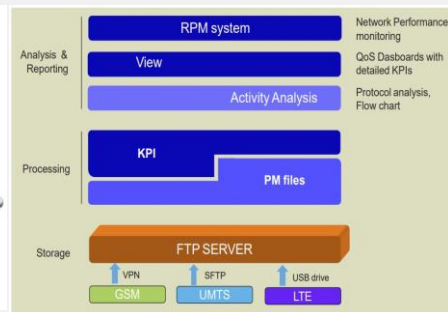 RPM system
Network Performance
monitoring
Analysis &
Reporting
View
QoS Dasboards with
detailed KPIs
Activity Analysis
Protocol analysis,
Flow chart
KPI
Processing
PM files
Storage
FTP SERVER
VPN
SFTP
USB drive
GSM
UMTS
LTE